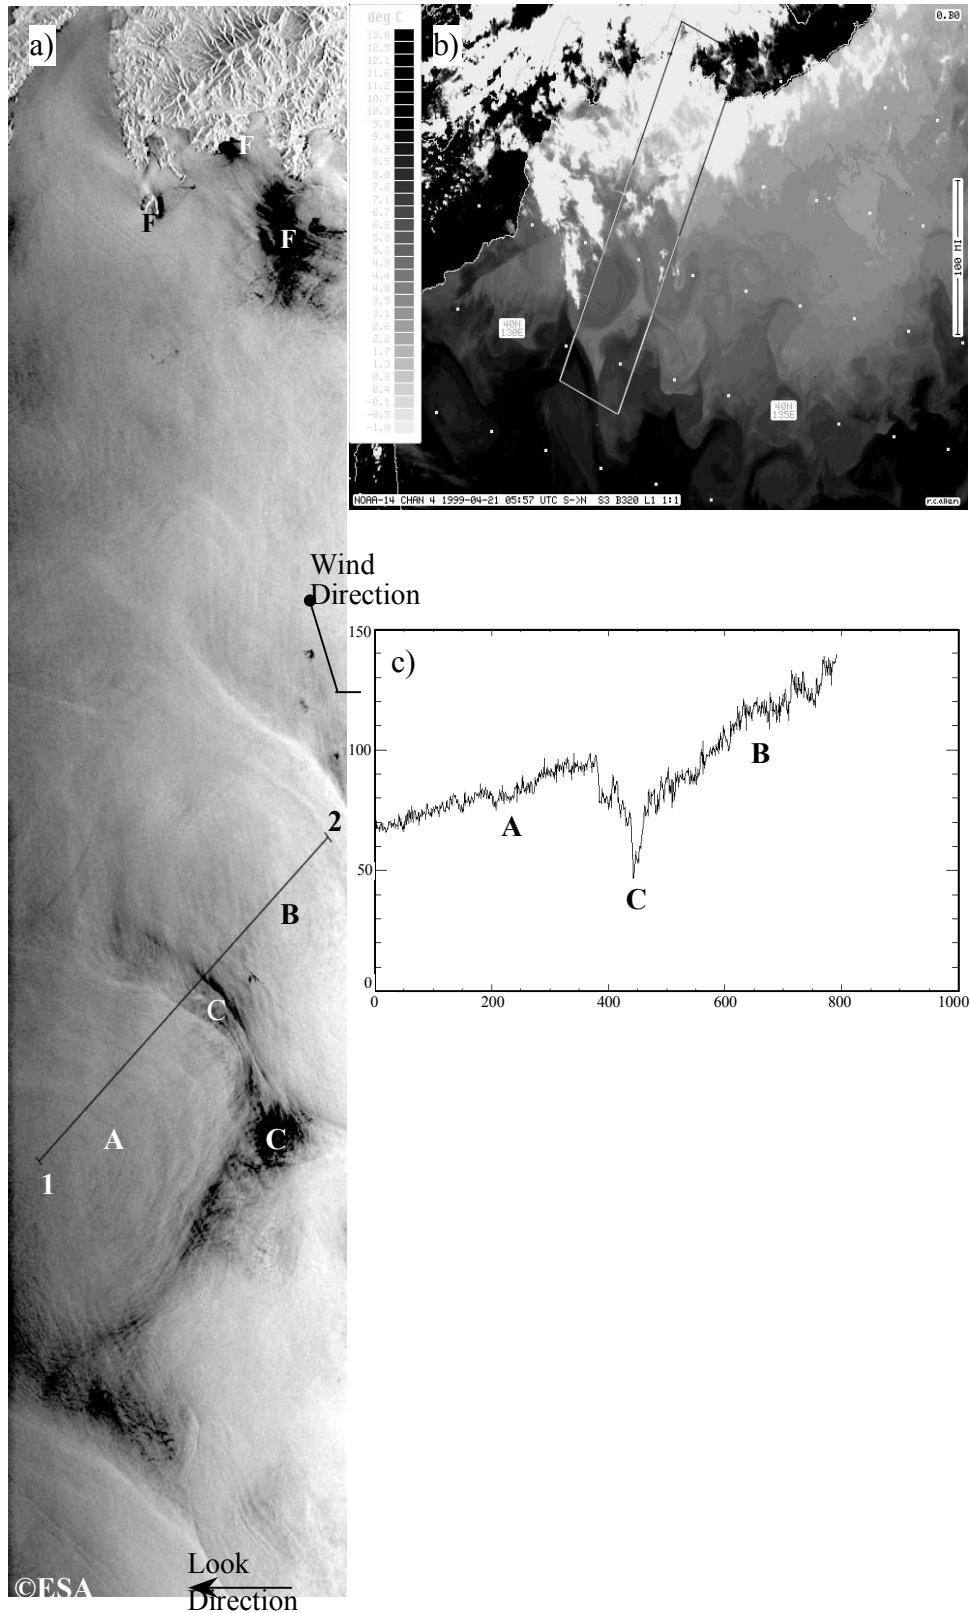 a)
F
F
F
Wind
Direction
2
B
C
A
C
1
©ESA
Look
Direction
b)
deg C
13.0
12.5
12.1
11.6
11.2
10.7
10.3
9.8
9.4
8.9
8.5
8.0
7.6
7.1
6.7
6.2
5.8
5.3
4.9
4.4
4.0
3.5
3.1
2.6
2.2
1.7
1.3
0.8
0.4
-0.1
-0.5
-1.0
0.B0
100 MI
40N
130E
40N
135E
NOAA-14 CHAN 4 1999-04-21 05:57 UTC S->N S3 B320 L1 1:1
r.c.allen
c)
150
100
50
0
0
200
400
600
800
1000
A
B
C